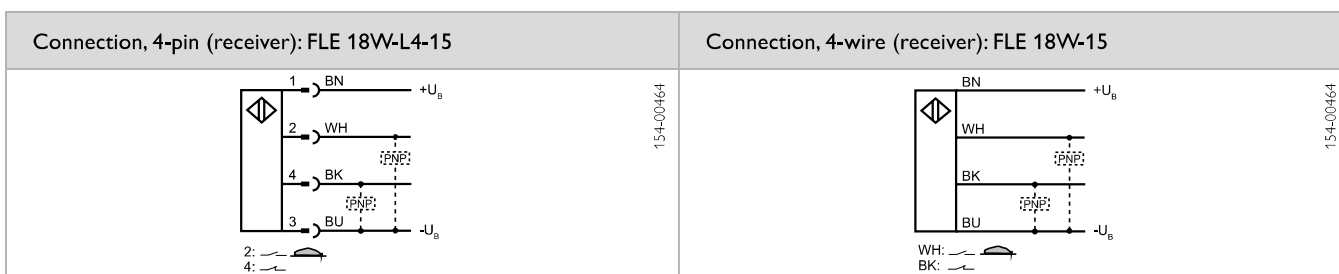 Connection, 4-pin (receiver): FLE 18W-L4-15
1 BN +UB
2 WH
PNP
4 BK
PNP
3 BU -UB
2:
4:
154-00464
Connection, 4-wire (receiver): FLE 18W-15
BN +UB
WH
PNP
BK
PNP
BU -UB
WH:
BK:
154-00464